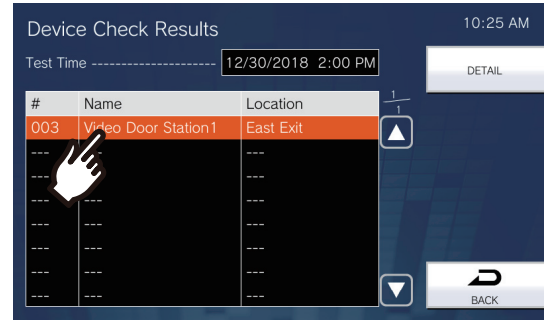 Device Check Results
10:25 AM
Test Time -------------------- 12/30/2018 2:00 PM
DETAIL
# Name Location
1/1
003 Video Door Station1 East Exit
--- --- ---
--- --- ---
--- --- ---
--- --- ---
--- --- ---
--- --- ---
--- --- ---
BACK